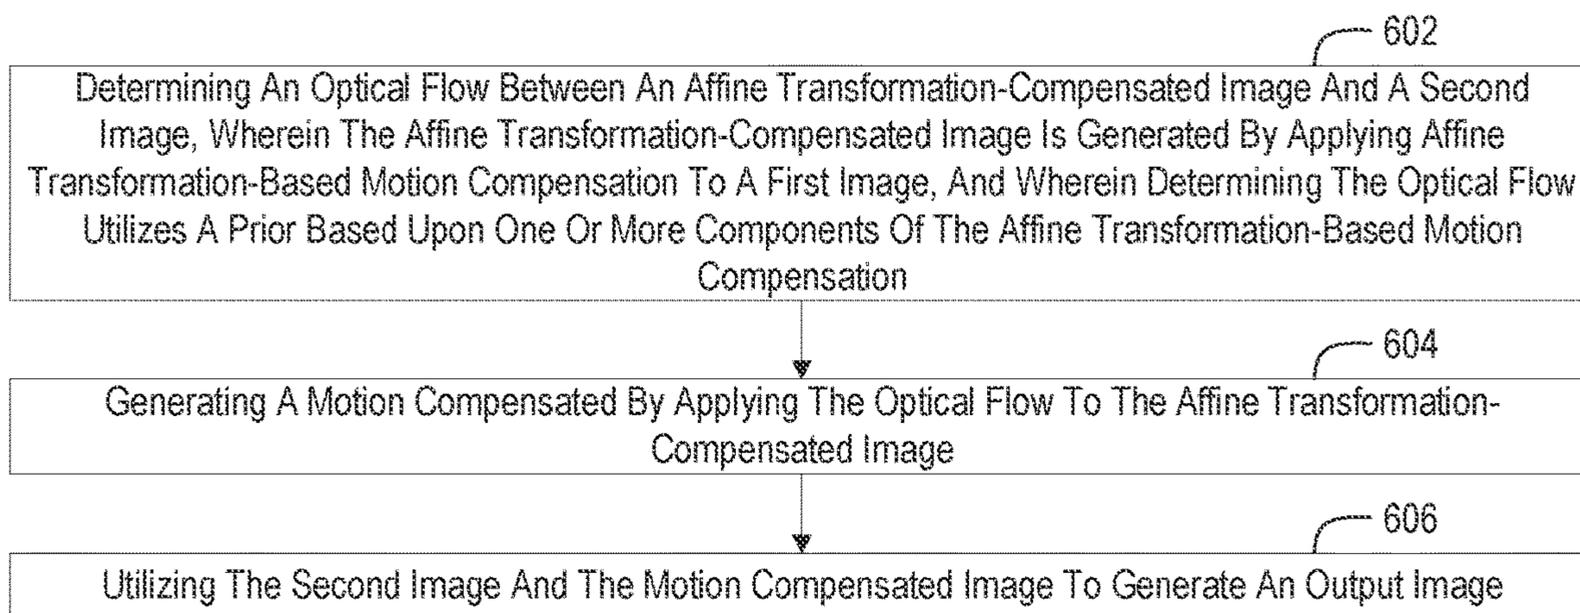 602
Determining An Optical Flow Between An Affine Transformation-Compensated Image And A Second
Image, Wherein The Affine Transformation-Compensated Image Is Generated By Applying Affine
Transformation-Based Motion Compensation To A First Image, And Wherein Determining The Optical Flow
Utilizes A Prior Based Upon One Or More Components Of The Affine Transformation-Based Motion
Compensation
604
Generating A Motion Compensated By Applying The Optical Flow To The Affine Transformation-
Compensated Image
606
Utilizing The Second Image And The Motion Compensated Image To Generate An Output Image